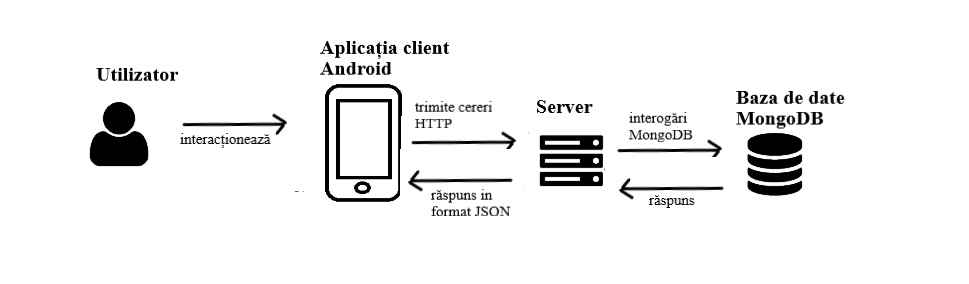 Utilizator
interacționează
Aplicația client
Android
trimite cereri
HTTP
răspuns in
format JSON
Server
interogări
MongoDB
răspuns
Baza de date
MongoDB